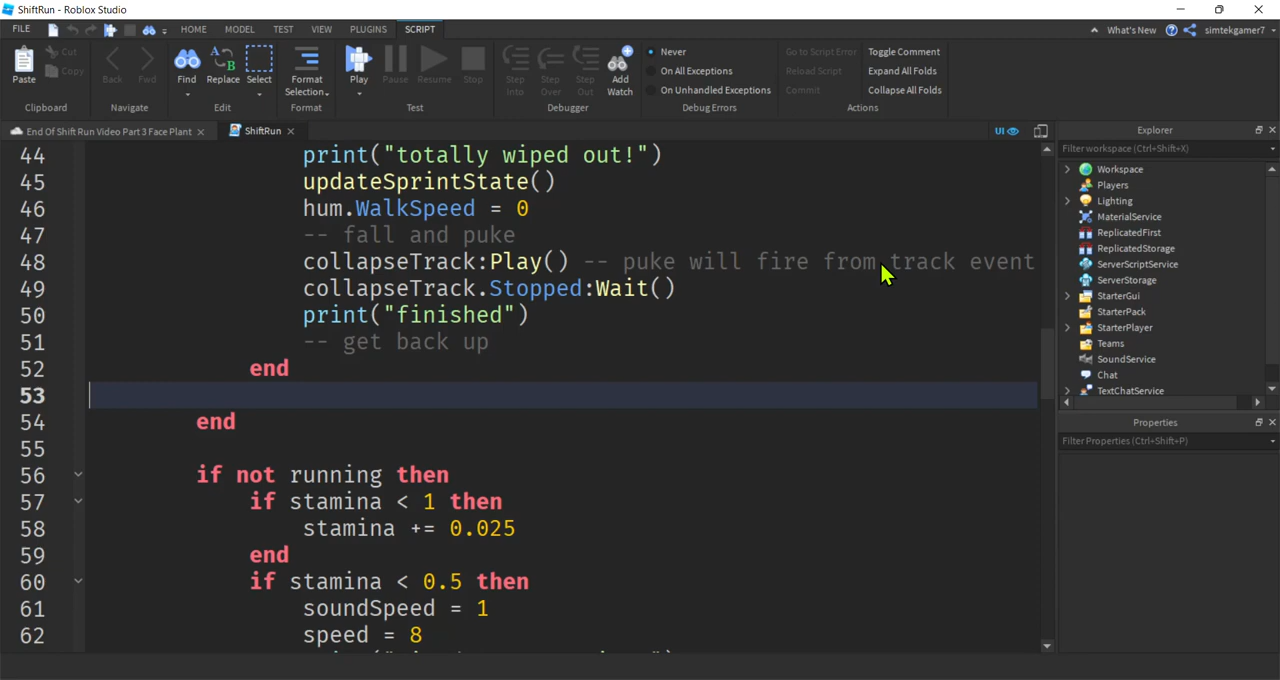 ShiftRun - Roblox Studio
FILE HOME MODEL TEST VIEW PLUGINS SCRIPT What's New simtekgamer7
Paste Cut Copy Back Fwd Find Replace Select Format Selection Play Pause Resume Stop Step Into Step Over Step Out Add Watch
Never
On All Exceptions
On Unhandled Exceptions
Go to Script Error
Reload Script
Commit
Toggle Comment
Expand All Folds
Collapse All Folds
Clipboard Navigate Edit Format Test Debugger Debug Errors Actions
End Of Shift Run Video Part 3 Face Plant ShiftRun UI
44 print("totally wiped out!")
45 updateSprintState()
46 hum.WalkSpeed = 0
47 -- fall and puke
48 collapseTrack:Play() -- puke will fire from track event
49 collapseTrack.Stopped:Wait()
50 print("finished")
51 -- get back up
52 end
53
54 end
55
56 if not running then
57 if stamina < 1 then
58 stamina += 0.025
59 end
60 if stamina < 0.5 then
61 soundSpeed = 1
62 speed = 8
Explorer
Filter workspace (Ctrl+Shift+X)
Workspace
Players
Lighting
MaterialService
ReplicatedFirst
ReplicatedStorage
ServerScriptService
ServerStorage
StarterGui
StarterPack
StarterPlayer
Teams
SoundService
Chat
TextChatService
Properties
Filter Properties (Ctrl+Shift+P)